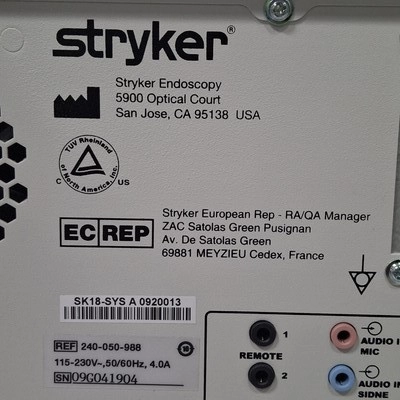 stryker®
Stryker Endoscopy
5900 Optical Court
San Jose, CA 95138 USA
TUV Rheinland
of North America, Inc.
C US
EC REP
Stryker European Rep - RA/QA Manager
ZAC Satolas Green Pusignan
Av. De Satolas Green
69881 MEYZIEU Cedex, France
SK18-SYS A 0920013
REF 240-050-988
115-230V~,50/60Hz, 4.0A
SN 09G041904
REMOTE
1
2
AUDIO I
MIC
AUDIO IN
SIDNE